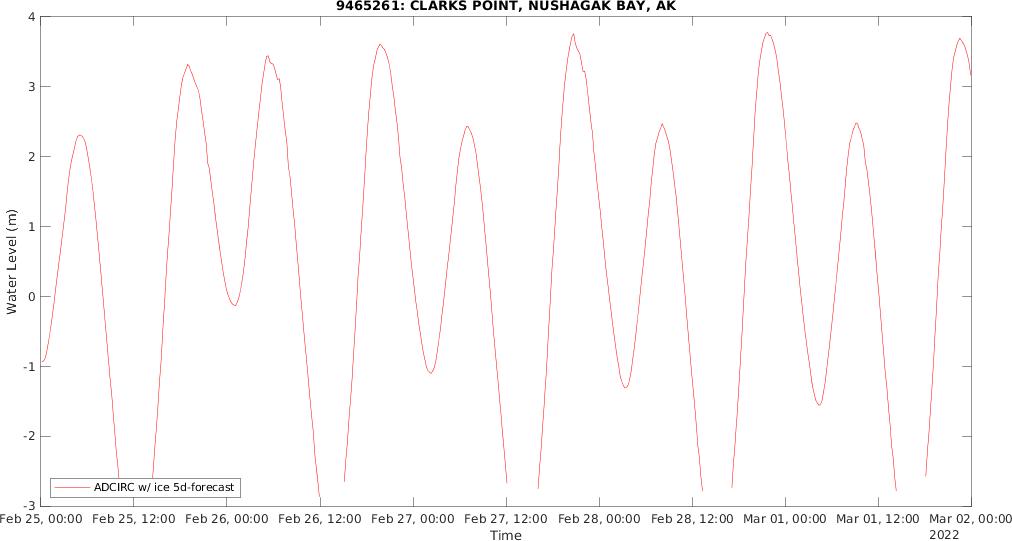 9465261: CLARKS POINT, NUSHAGAK BAY, AK
4
3
2
1
0
-1
-2
-3
Water Level (m)
ADCIRC w/ ice 5d-forecast
Feb 25, 00:00 Feb 25, 12:00 Feb 26, 00:00 Feb 26, 12:00 Feb 27, 00:00 Feb 27, 12:00 Feb 28, 00:00 Feb 28, 12:00 Mar 01, 00:00 Mar 01, 12:00 Mar 02, 00:00
Time
2022